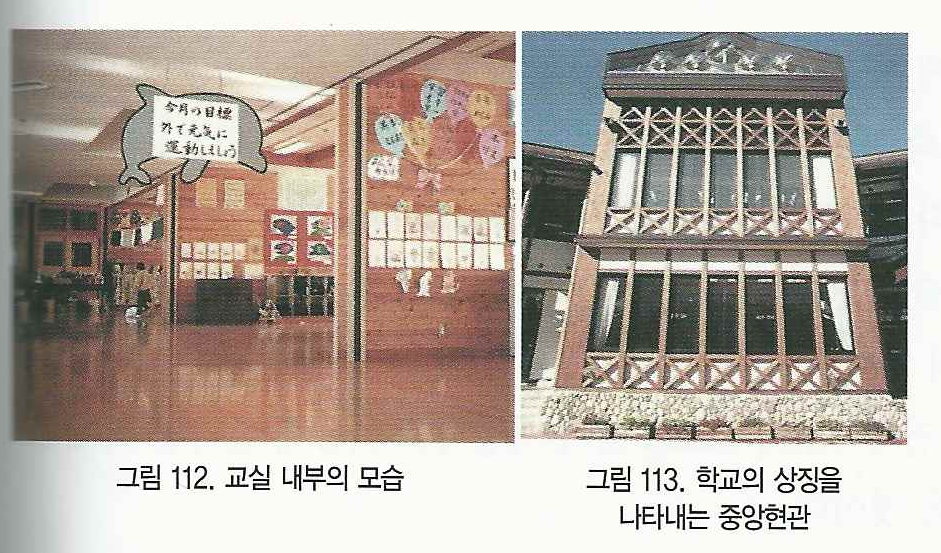 今月の目標
外で元気に
運動しましょう
그림 112. 교실 내부의 모습
그림 113. 학교의 상징을
나타내는 중앙현관